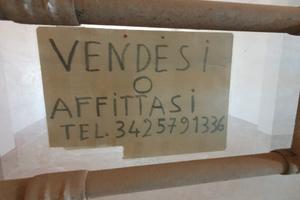 VENDESI
O
AFFITTASI
TEL. 3425791336